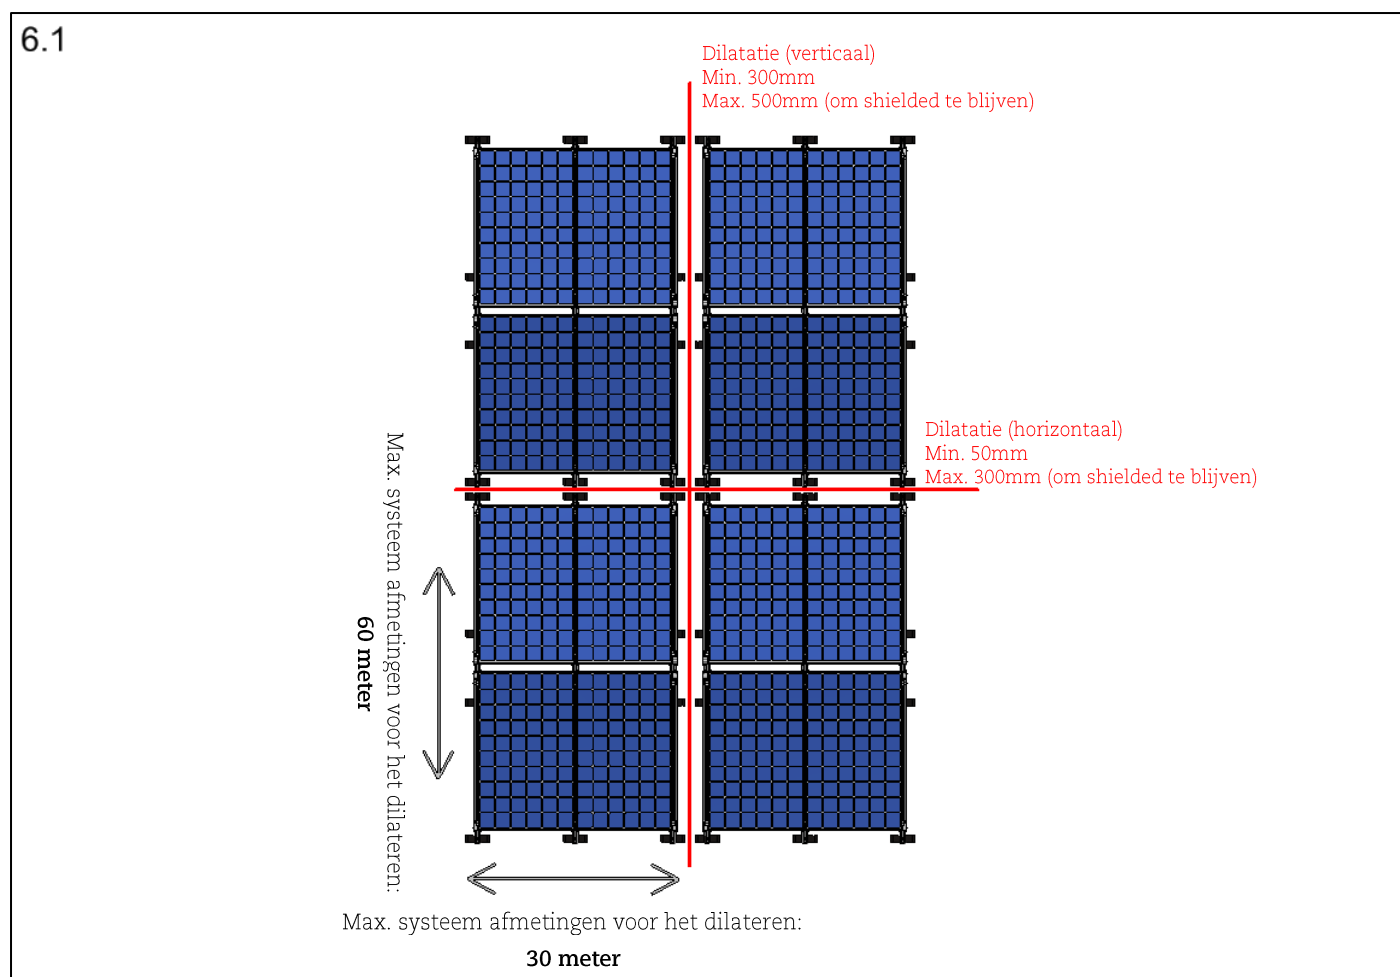 6.1
Dilatatie (verticaal)
Min. 300mm
Max. 500mm (om shielded te blijven)
Dilatatie (horizontaal)
Min. 50mm
Max. 300mm (om shielded te blijven)
Max. systeem afmetingen voor het dilateren:
60 meter
Max. systeem afmetingen voor het dilateren:
30 meter